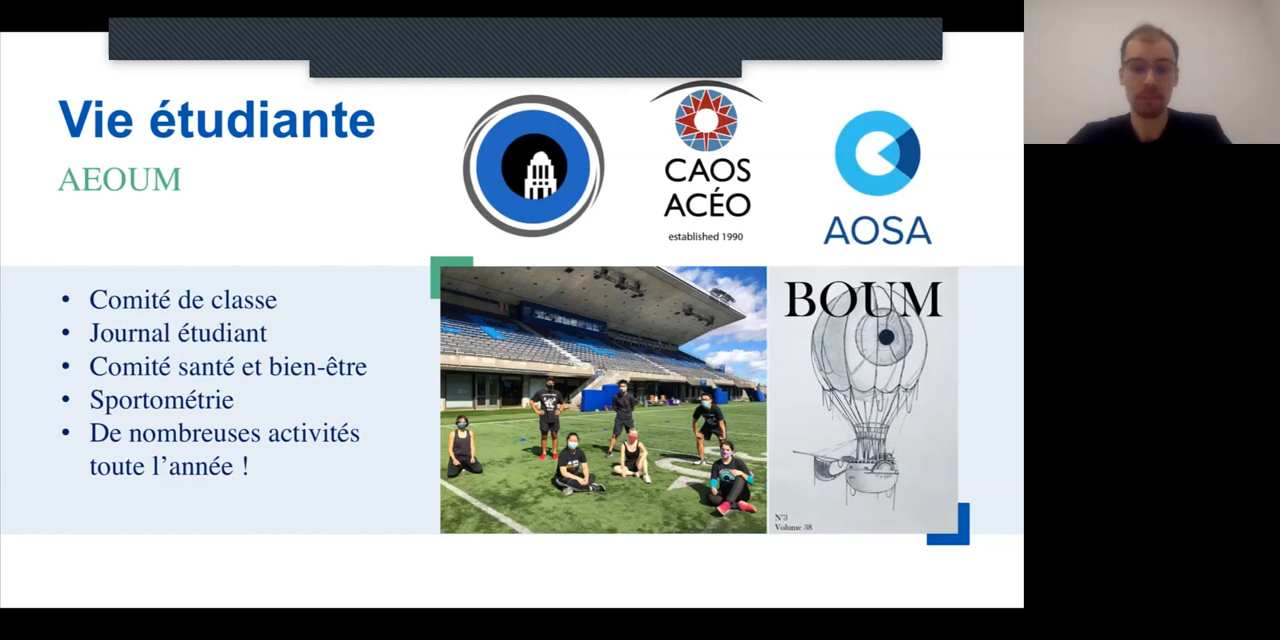 Vie étudiante
AEOUM
CAOS
ACÉO
established 1990
AOSA
• Comité de classe
• Journal étudiant
• Comité santé et bien-être
• Sportométrie
• De nombreuses activités
toute l’année !
BOUM
N°3
Volume 38